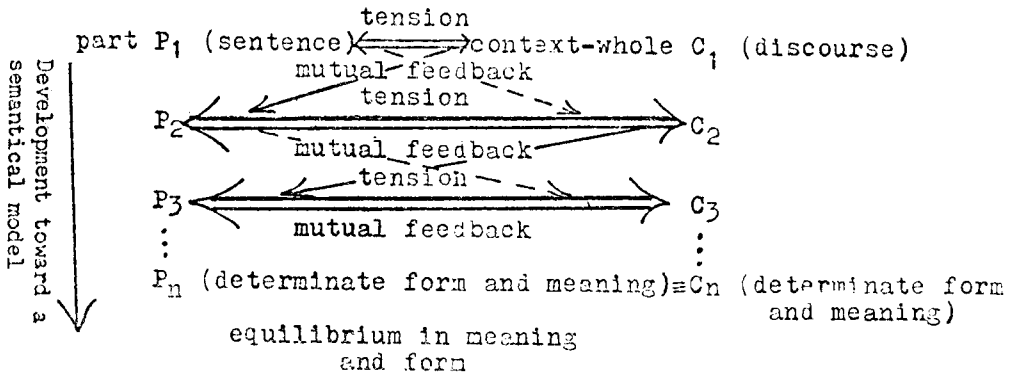 tension
part P₁ (sentence) context-whole C₁ (discourse)
mutual feedback
tension
P₂ C₂
mutual feedback
tension
P₃ C₃
mutual feedback
⋮ ⋮
Pₙ (determinate form and meaning)≡Cₙ (determinate form
and meaning)
equilibrium in meaning
and form
Development toward a
semantical model